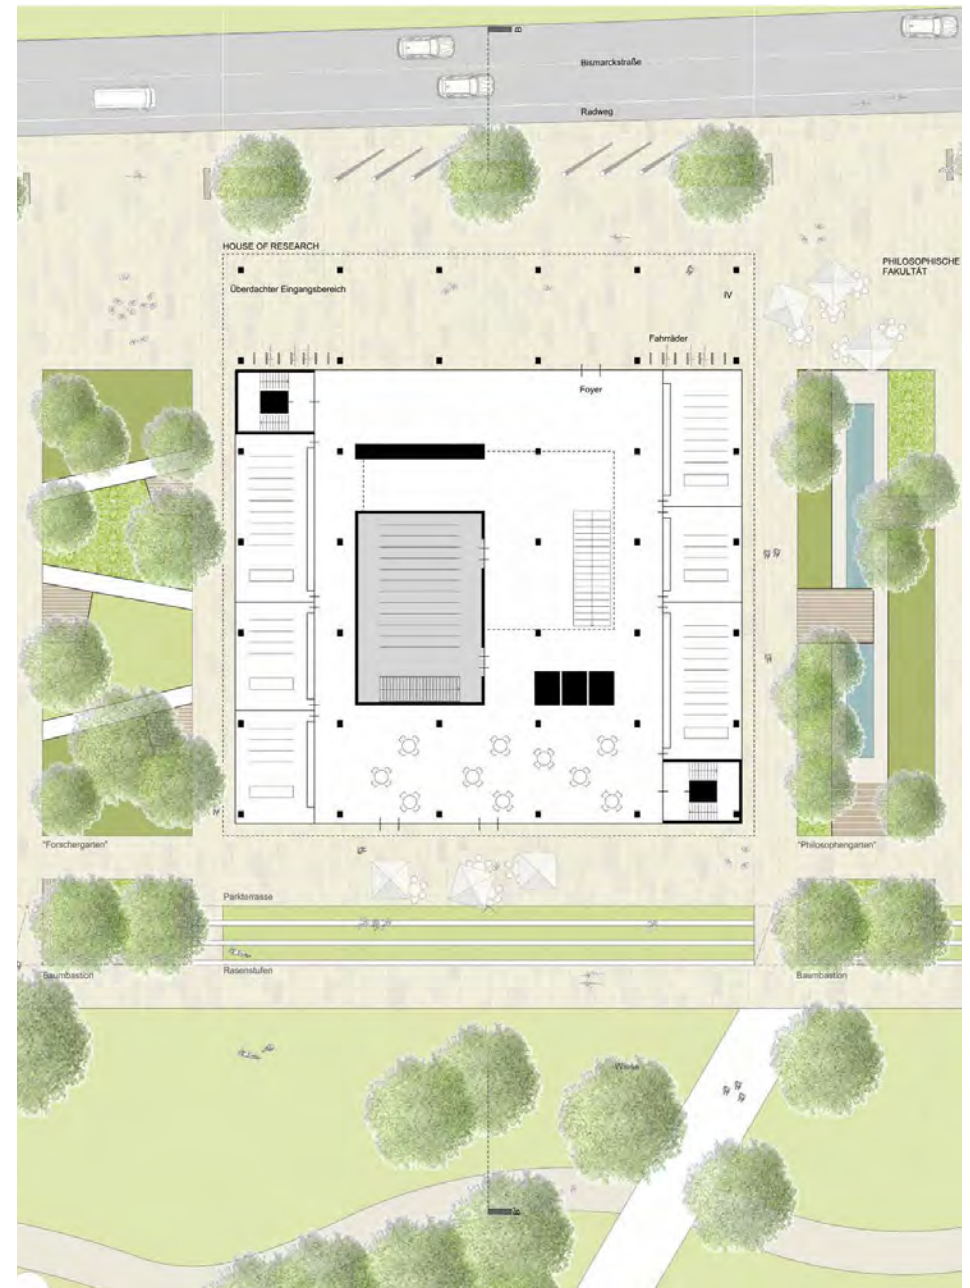 B
Bismarckstraße
Radweg
HOUSE OF RESEARCH
PHILOSOPHISCHE
FAKULTÄT
Überdachter Eingangsbereich
IV
Fahrräder
Foyer
"Forschergarten"
IV
"Philosophengarten"
Parkterrasse
Baumbastion
Rasenstufen
Baumbastion
Wiese